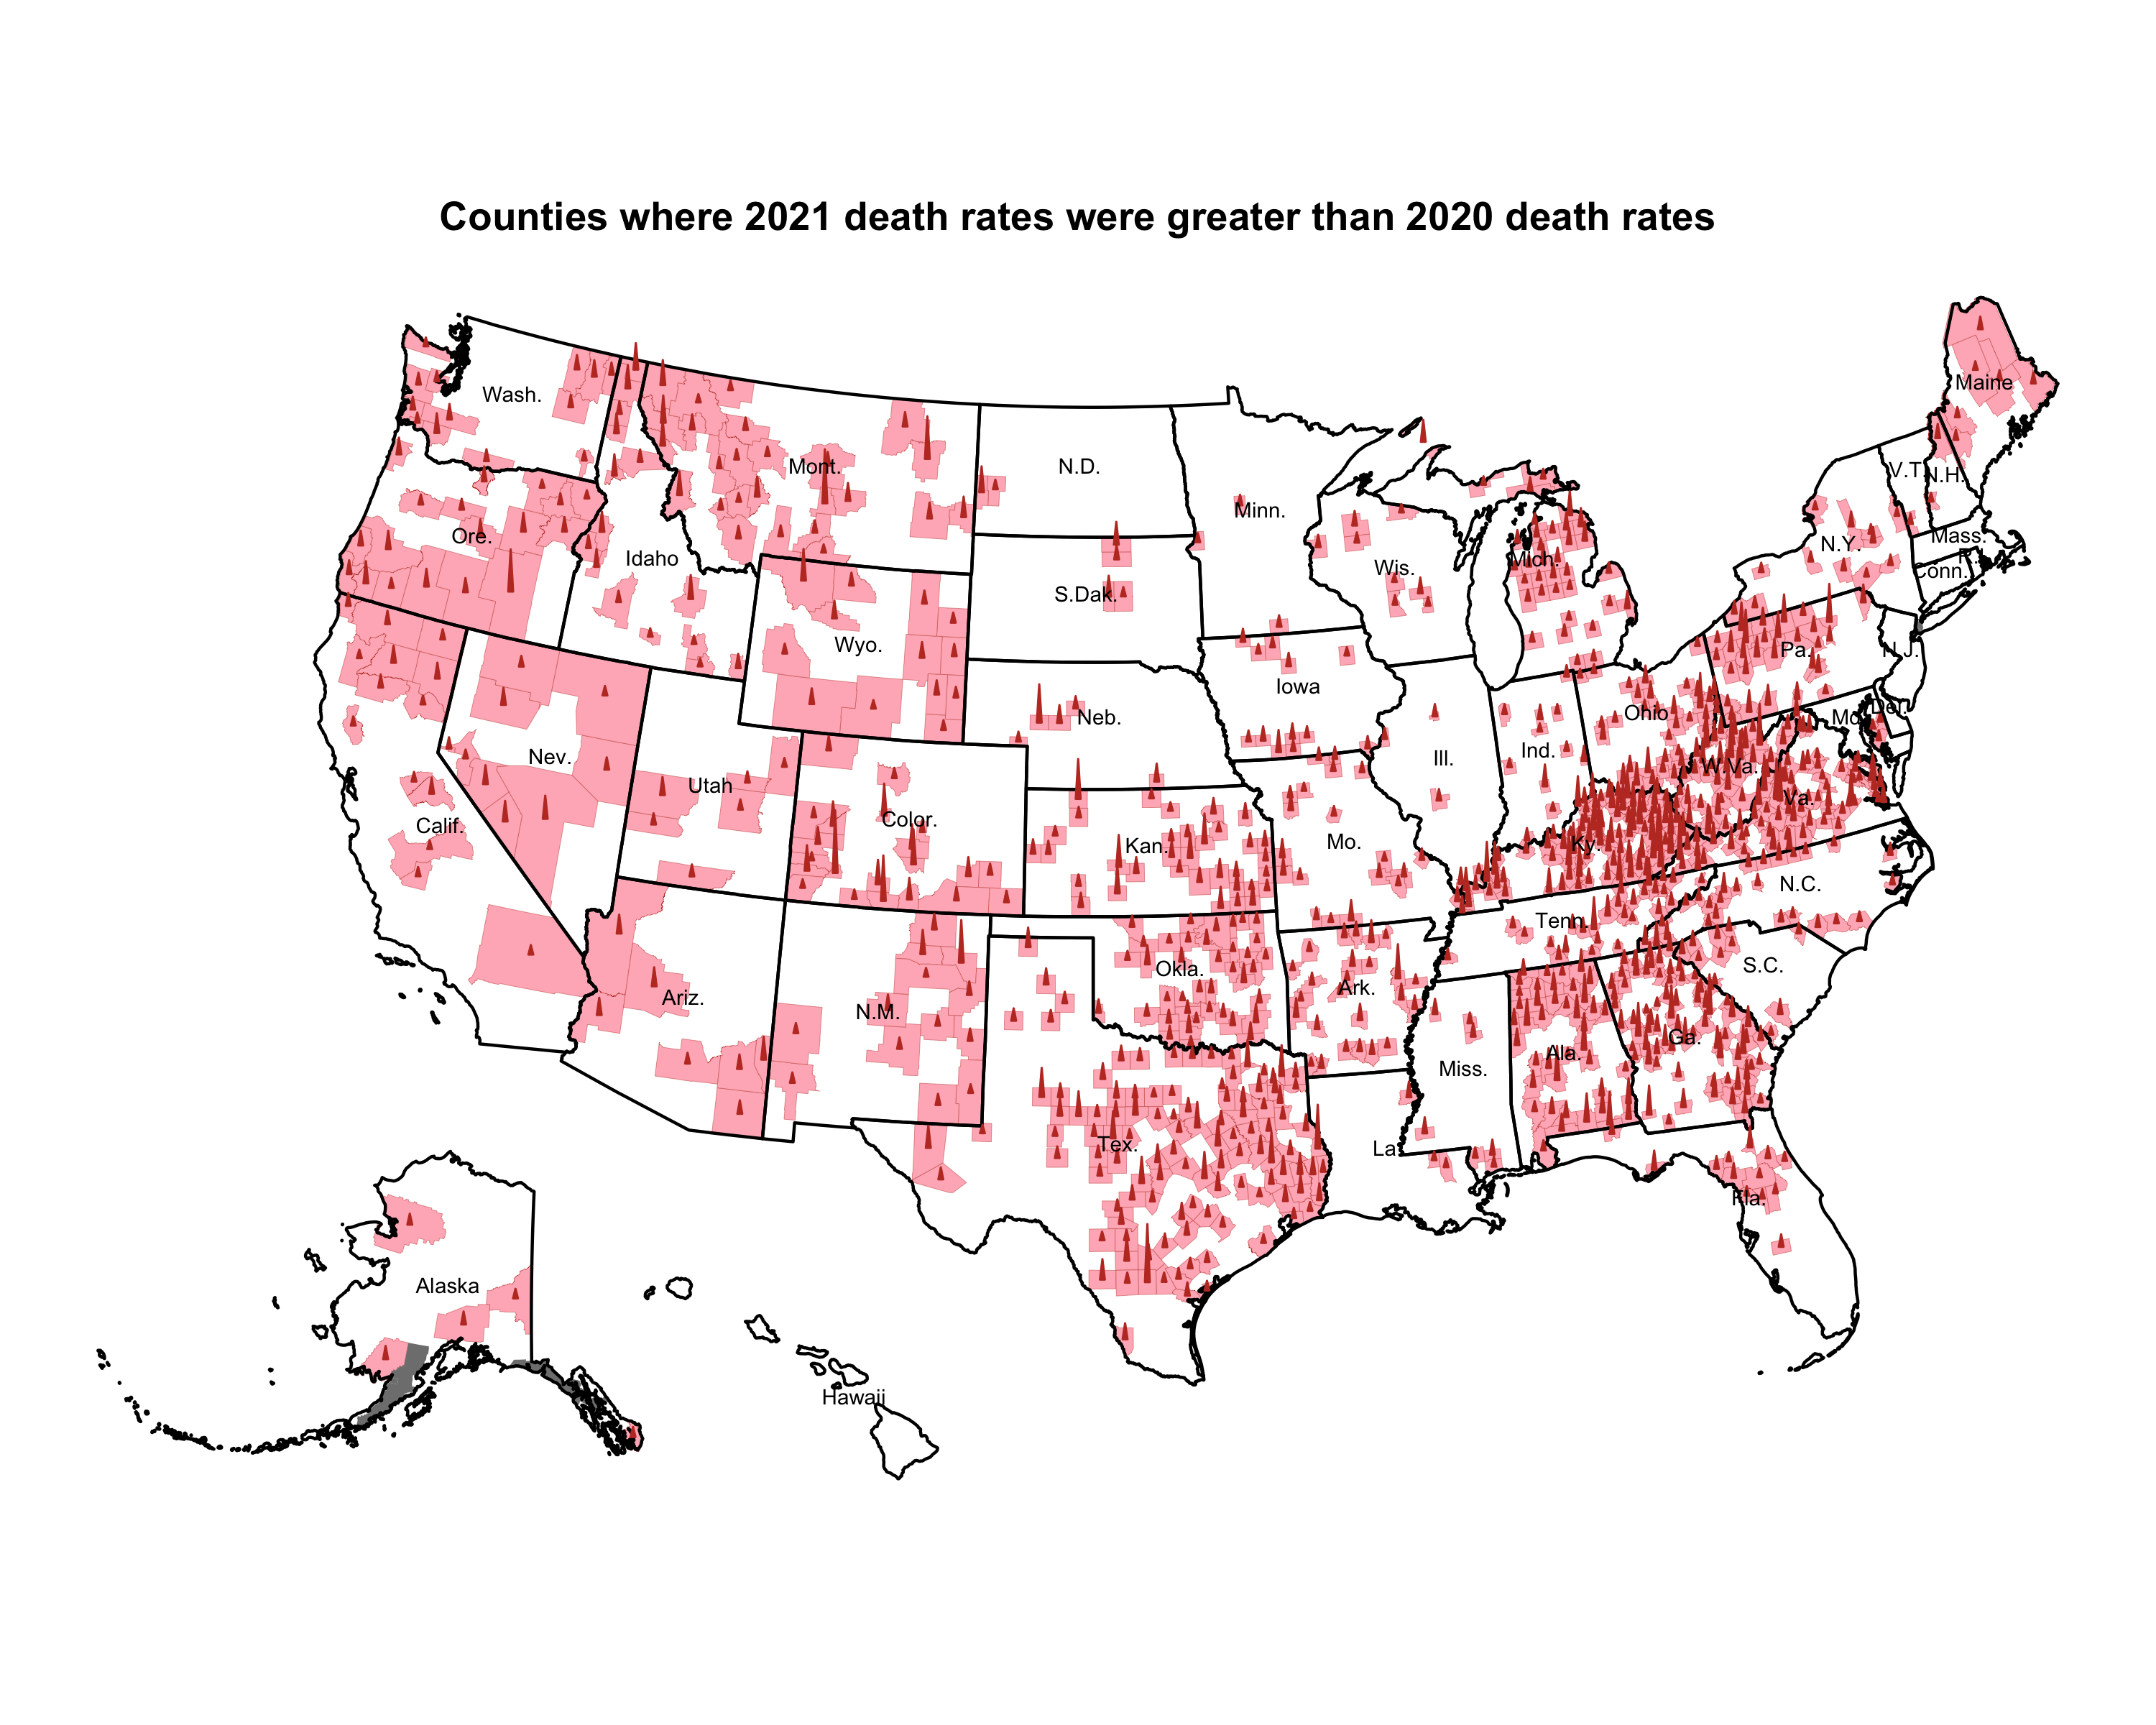 Counties where 2021 death rates were greater than 2020 death rates
Maine
Wash.
Mont.
N.D.
V.T.
N.H.
Minn.
Ore.
Mass.
N.Y.
R.I.
Idaho
Mich.
Wis.
Conn.
S.Dak.
Wyo.
Pa.
N.J.
Iowa
Del.
Ohio
Neb.
Md.
Ind.
Nev.
Ill.
W.Va.
Utah
Va.
Color.
Calif.
Mo.
Ky.
Kan.
N.C.
Tenn.
S.C.
Okla.
Ark.
Ariz.
N.M.
Ga.
Ala.
Miss.
Tex.
La.
Fla.
Alaska
Hawaii